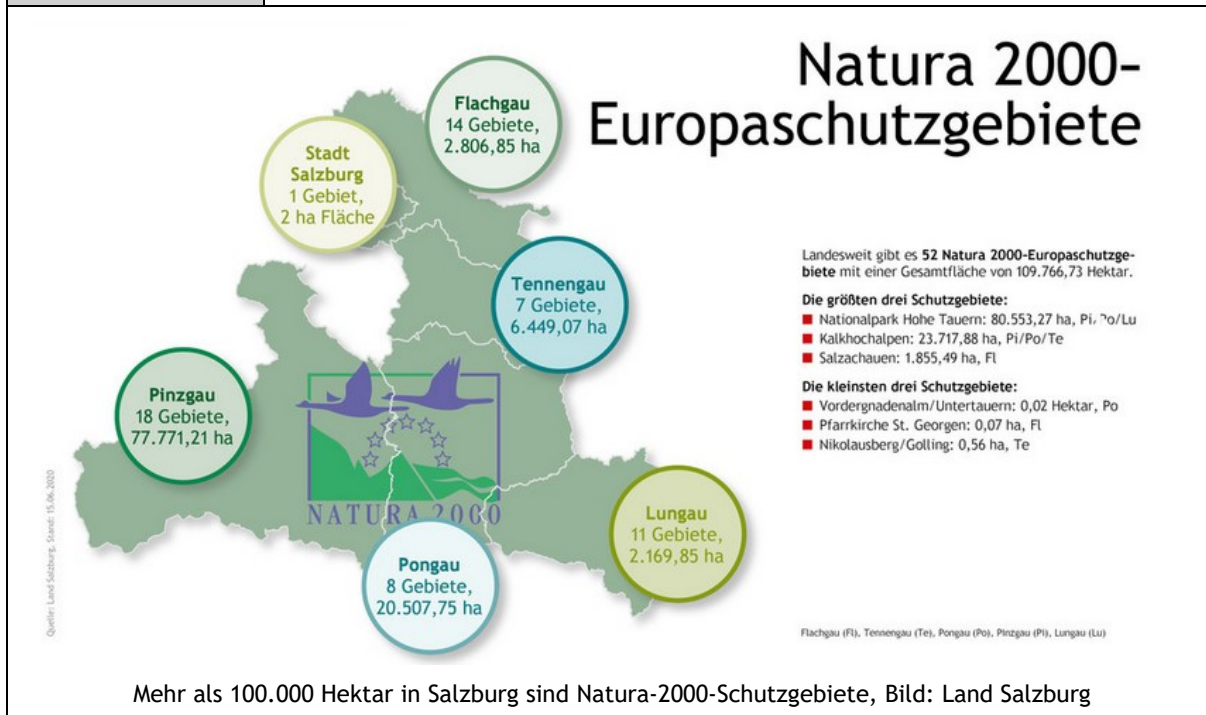 Natura 2000-
Europaschutzgebiete
Flachgau
14 Gebiete,
2.806,85 ha
Stadt
Salzburg
1 Gebiet,
2 ha Fläche
Tennengau
7 Gebiete,
6.449,07 ha
Pinzgau
18 Gebiete,
77.771,21 ha
NATURA 2000
Lungau
11 Gebiete,
2.169,85 ha
Pongau
8 Gebiete,
20.507,75 ha
Landesweit gibt es 52 Natura 2000-Europaschutzge-
biete mit einer Gesamtfläche von 109.766,73 Hektar.
Die größten drei Schutzgebiete:
Nationalpark Hohe Tauern: 80.553,27 ha, Pi/Po/Lu
Kalkhochalpen: 23.717,88 ha, Pi/Po/Te
Salzachauen: 1.855,49 ha, Fl
Die kleinsten drei Schutzgebiete:
Vordergnadenalm/Untertauern: 0,02 Hektar, Po
Pfarrkirche St. Georgen: 0,07 ha, Fl
Nikolausberg/Golling: 0,56 ha, Te
Flachgau (Fl), Tennengau (Te), Pongau (Po), Pinzgau (Pi), Lungau (Lu)
Quelle: Land Salzburg, Stand: 15.06.2020
Mehr als 100.000 Hektar in Salzburg sind Natura-2000-Schutzgebiete, Bild: Land Salzburg